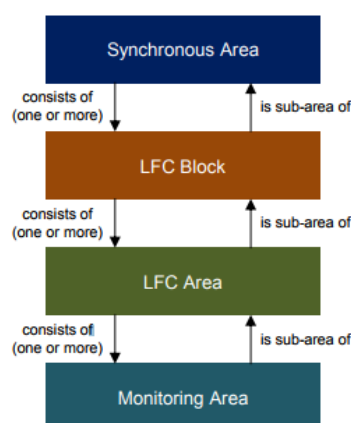 Synchronous Area
consists of
(one or more)
is sub-area of
LFC Block
consists of
(one or more)
is sub-area of
LFC Area
consists of
(one or more)
is sub-area of
Monitoring Area